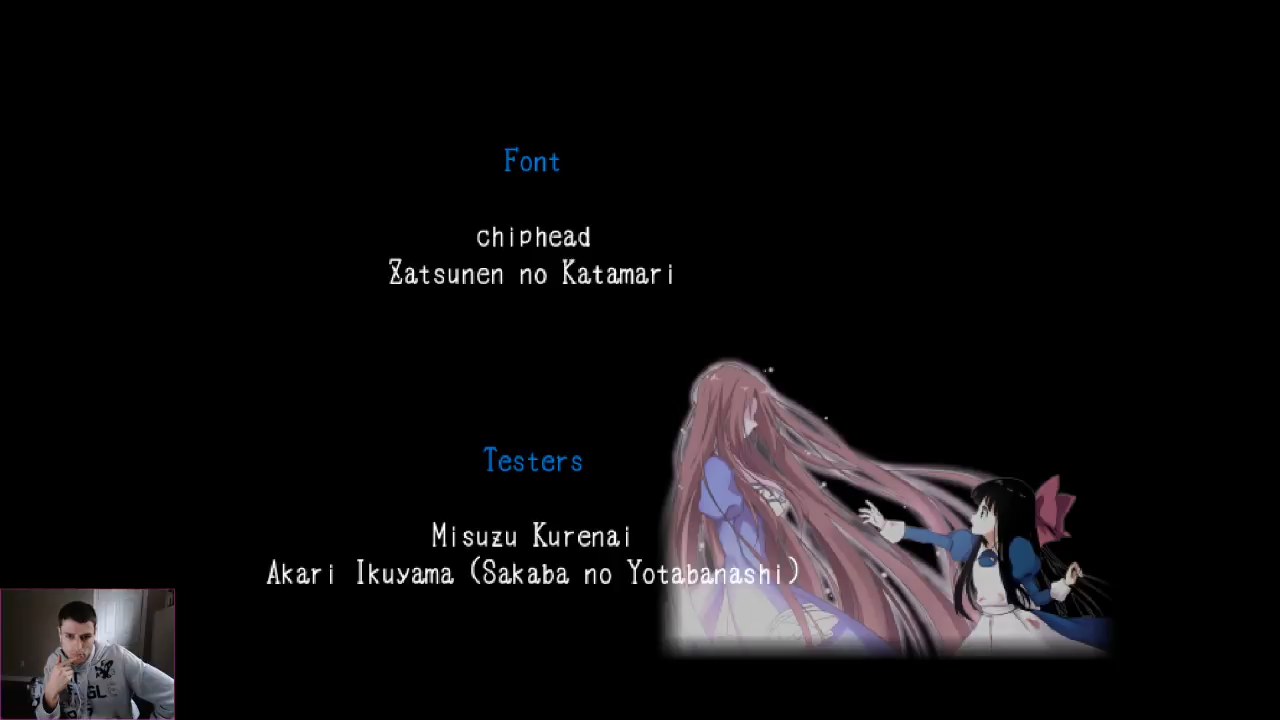 Font
chiphead
Zatsunen no Katamari
Testers
Misuzu Kurenai
Akari Ikuyama (Sakaba no Yotabanashi)